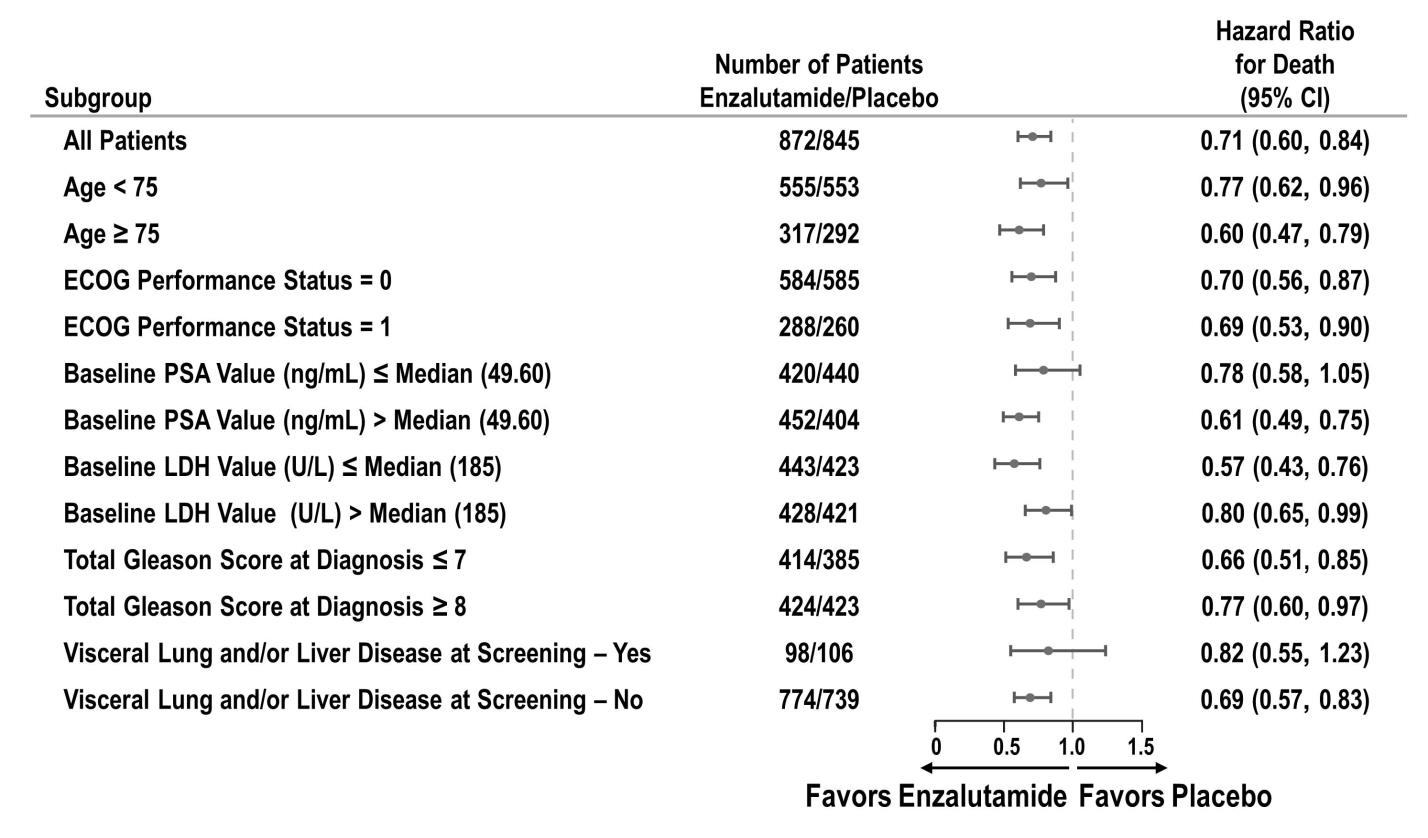 Hazard Ratio
Number of Patients for Death
Subgroup Enzalutamide/Placebo (95% CI)
All Patients 872/845 0.71 (0.60, 0.84)
Age < 75 555/553 0.77 (0.62, 0.96)
Age ≥ 75 317/292 0.60 (0.47, 0.79)
ECOG Performance Status = 0 584/585 0.70 (0.56, 0.87)
ECOG Performance Status = 1 288/260 0.69 (0.53, 0.90)
Baseline PSA Value (ng/mL) ≤ Median (49.60) 420/440 0.78 (0.58, 1.05)
Baseline PSA Value (ng/mL) > Median (49.60) 452/404 0.61 (0.49, 0.75)
Baseline LDH Value (U/L) ≤ Median (185) 443/423 0.57 (0.43, 0.76)
Baseline LDH Value (U/L) > Median (185) 428/421 0.80 (0.65, 0.99)
Total Gleason Score at Diagnosis ≤ 7 414/385 0.66 (0.51, 0.85)
Total Gleason Score at Diagnosis ≥ 8 424/423 0.77 (0.60, 0.97)
Visceral Lung and/or Liver Disease at Screening – Yes 98/106 0.82 (0.55, 1.23)
Visceral Lung and/or Liver Disease at Screening – No 774/739 0.69 (0.57, 0.83)
0 0.5 1.0 1.5
Favors Enzalutamide Favors Placebo